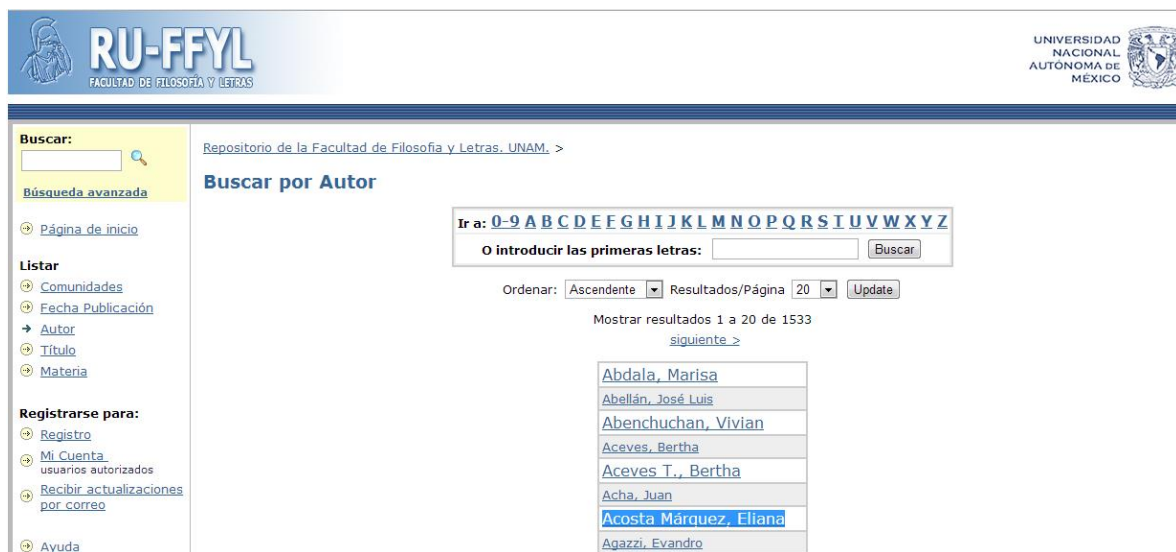 RU-FFYL
FACULTAD DE FILOSOFÍA Y LETRAS
UNIVERSIDAD
NACIONAL
AUTÓNOMA DE
MÉXICO
Buscar:
Búsqueda avanzada
Página de inicio
Listar
Comunidades
Fecha Publicación
Autor
Título
Materia
Registrarse para:
Registro
Mi Cuenta
usuarios autorizados
Recibir actualizaciones
por correo
Ayuda
Repositorio de la Facultad de Filosofia y Letras. UNAM. >
Buscar por Autor
Ir a: 0-9 A B C D E F G H I J K L M N O P Q R S T U V W X Y Z
O introducir las primeras letras: Buscar
Ordenar: Ascendente Resultados/Página 20 Update
Mostrar resultados 1 a 20 de 1533
siguiente >
Abdala, Marisa
Abellán, José Luis
Abenchuchan, Vivian
Aceves, Bertha
Aceves T., Bertha
Acha, Juan
Acosta Márquez, Eliana
Agazzi, Evandro